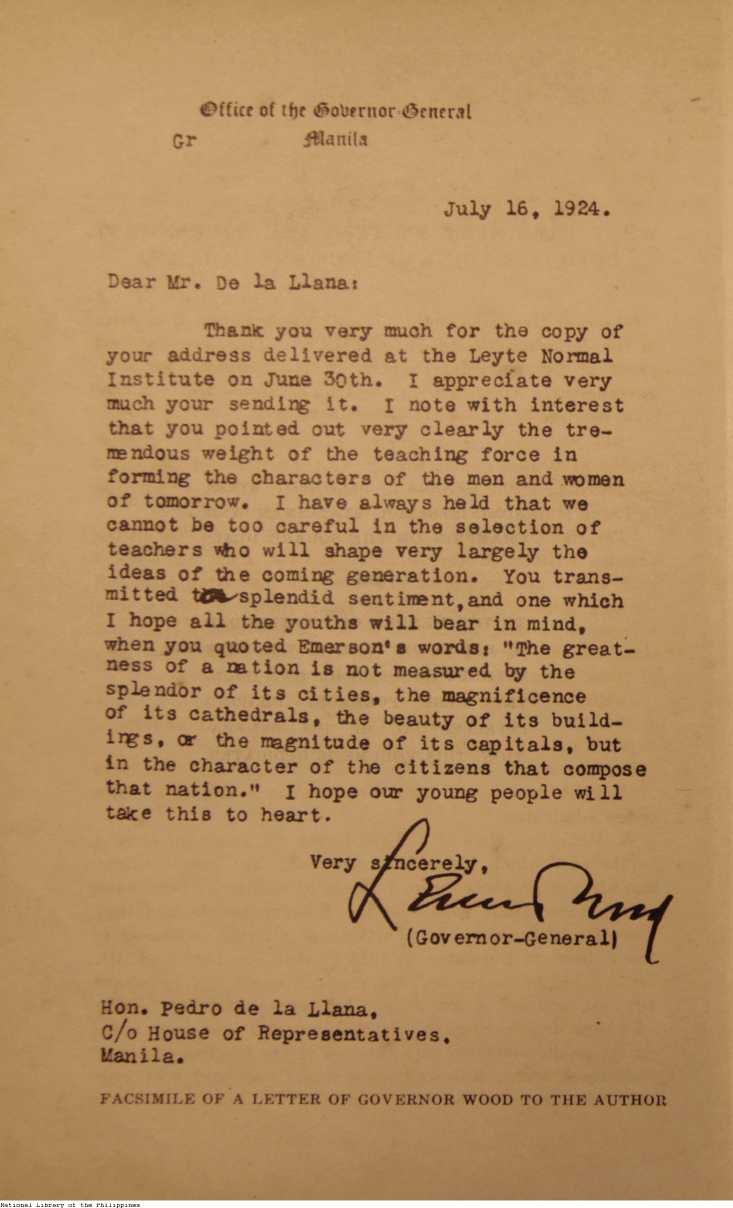 Office of the Governor-General
Gr Manila
July 16, 1924.
Dear Mr. De la Llana:
Thank you very much for the copy of
your address delivered at the Leyte Normal
Institute on June 30th. I appreciate very
much your sending it. I note with interest
that you pointed out very clearly the tre-
mendous weight of the teaching force in
forming the characters of the men and women
of tomorrow. I have always held that we
cannot be too careful in the selection of
teachers who will shape very largely the
ideas of the coming generation. You trans-
mitted splendid sentiment, and one which
I hope all the youths will bear in mind,
when you quoted Emerson's words: "The great-
ness of a nation is not measured by the
splendor of its cities, the magnificence
of its cathedrals, the beauty of its build-
ings, or the magnitude of its capitals, but
in the character of the citizens that compose
that nation." I hope our young people will
take this to heart.
Very sincerely,
(Governor-General)
Hon. Pedro de la Llana,
C/o House of Representatives,
Manila.
FACSIMILE OF A LETTER OF GOVERNOR WOOD TO THE AUTHOR
National Library of the Philippines